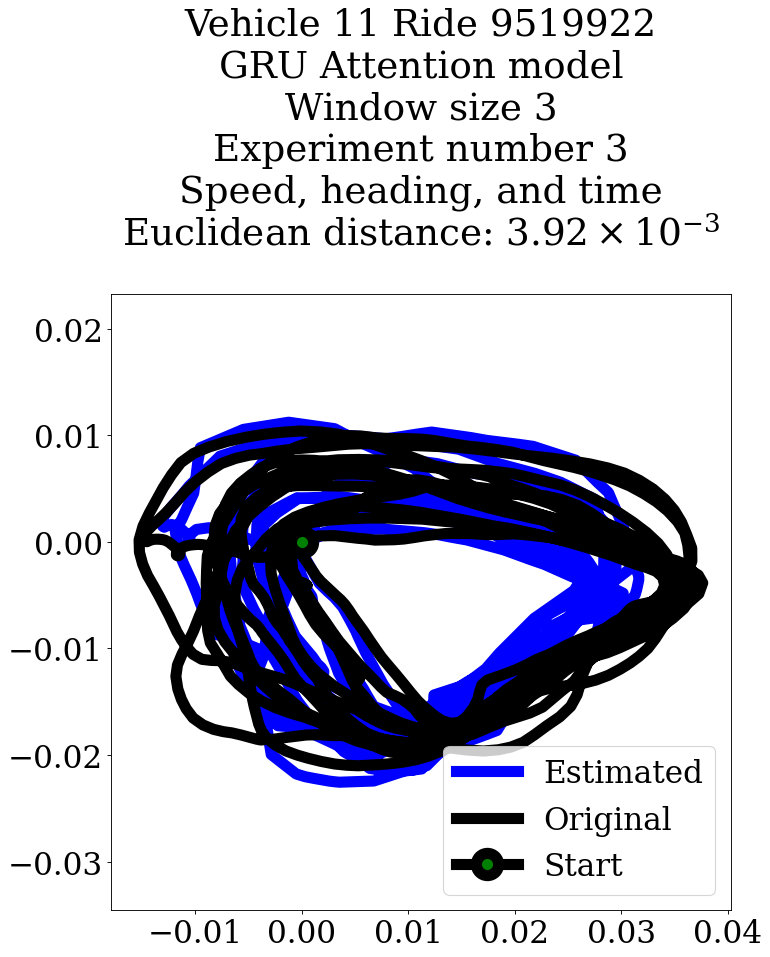 Vehicle 11 Ride 9519922
GRU Attention model
Window size 3
Experiment number 3
Speed, heading, and time
Euclidean distance: 3.92 × 10⁻³
0.02
0.01
0.00
−0.01
−0.02
−0.03
Estimated
Original
Start
−0.01 0.00 0.01 0.02 0.03 0.04